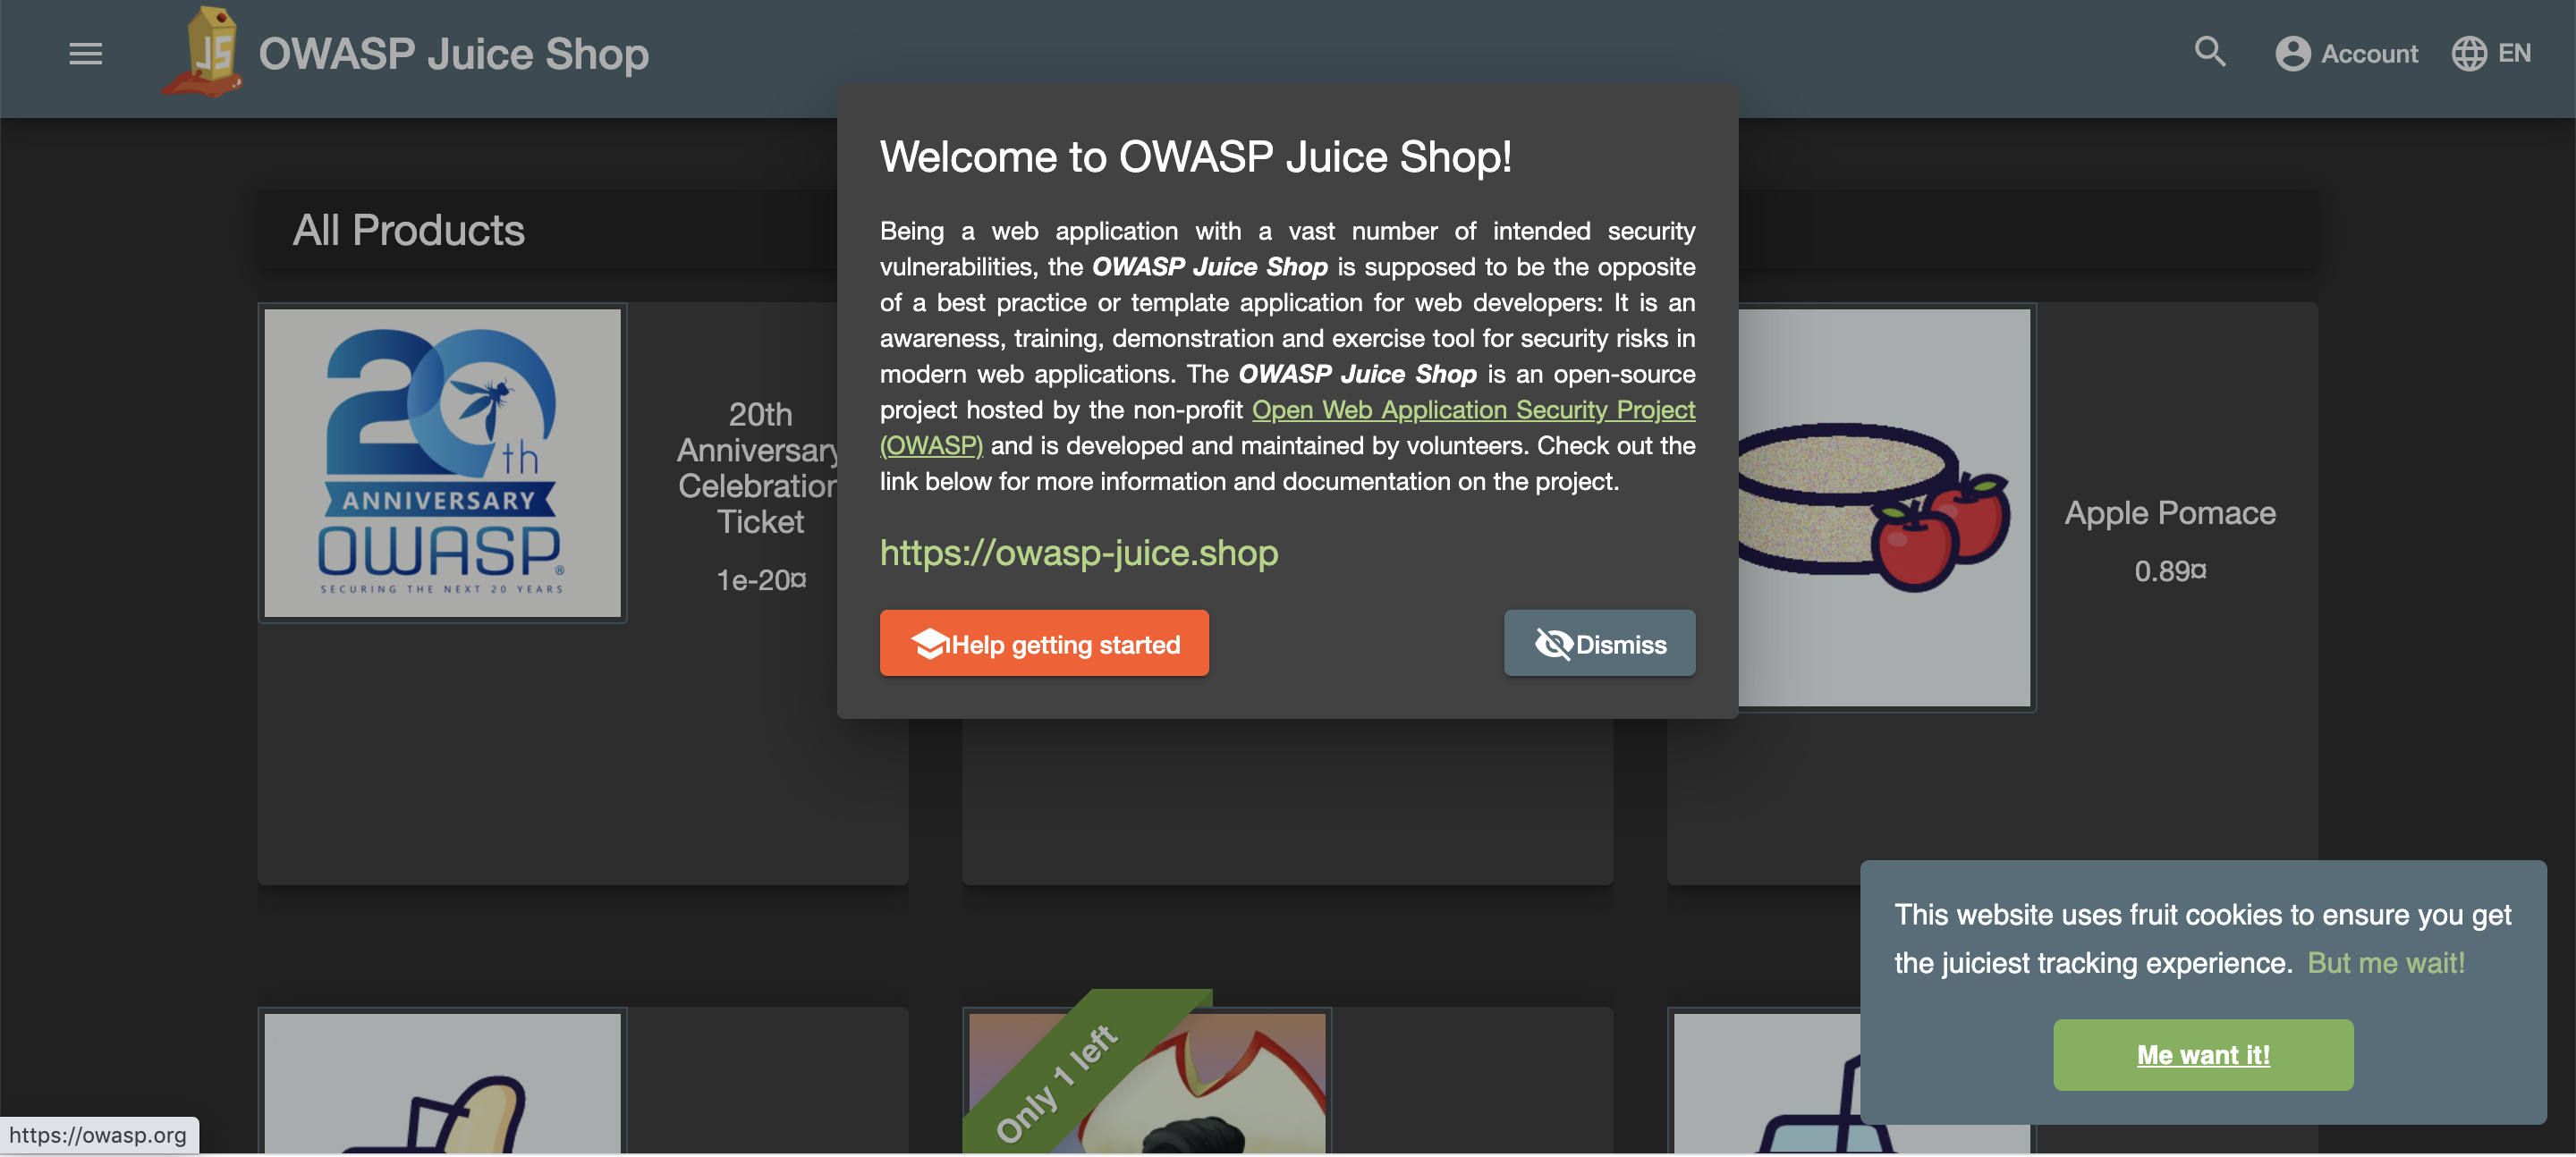 JS
OWASP Juice Shop
Account
EN
All Products
Welcome to OWASP Juice Shop!
Being a web application with a vast number of intended security
vulnerabilities, the OWASP Juice Shop is supposed to be the opposite
of a best practice or template application for web developers: It is an
awareness, training, demonstration and exercise tool for security risks in
modern web applications. The OWASP Juice Shop is an open-source
project hosted by the non-profit Open Web Application Security Project
(OWASP) and is developed and maintained by volunteers. Check out the
link below for more information and documentation on the project.
https://owasp-juice.shop
Help getting started
Dismiss
20th
ANNIVERSARY
OWASP®
SECURING THE NEXT 20 YEARS
20th
Anniversary
Celebration
Ticket
1e-20¤
Apple Pomace
0.89¤
Only 1 left
This website uses fruit cookies to ensure you get
the juiciest tracking experience. But me wait!
Me want it!
https://owasp.org